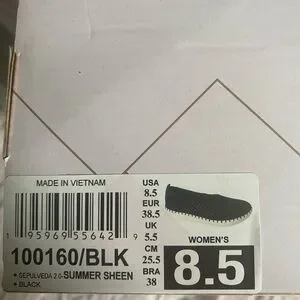 MADE IN VIETNAM
1 95969 55642 9
100160/BLK
• SEPULVEDA 2.0-SUMMER SHEEN
• BLACK
USA
8.5
EUR
38.5
UK
5.5
CM
25.5
BRA
38
WOMEN'S
8.5